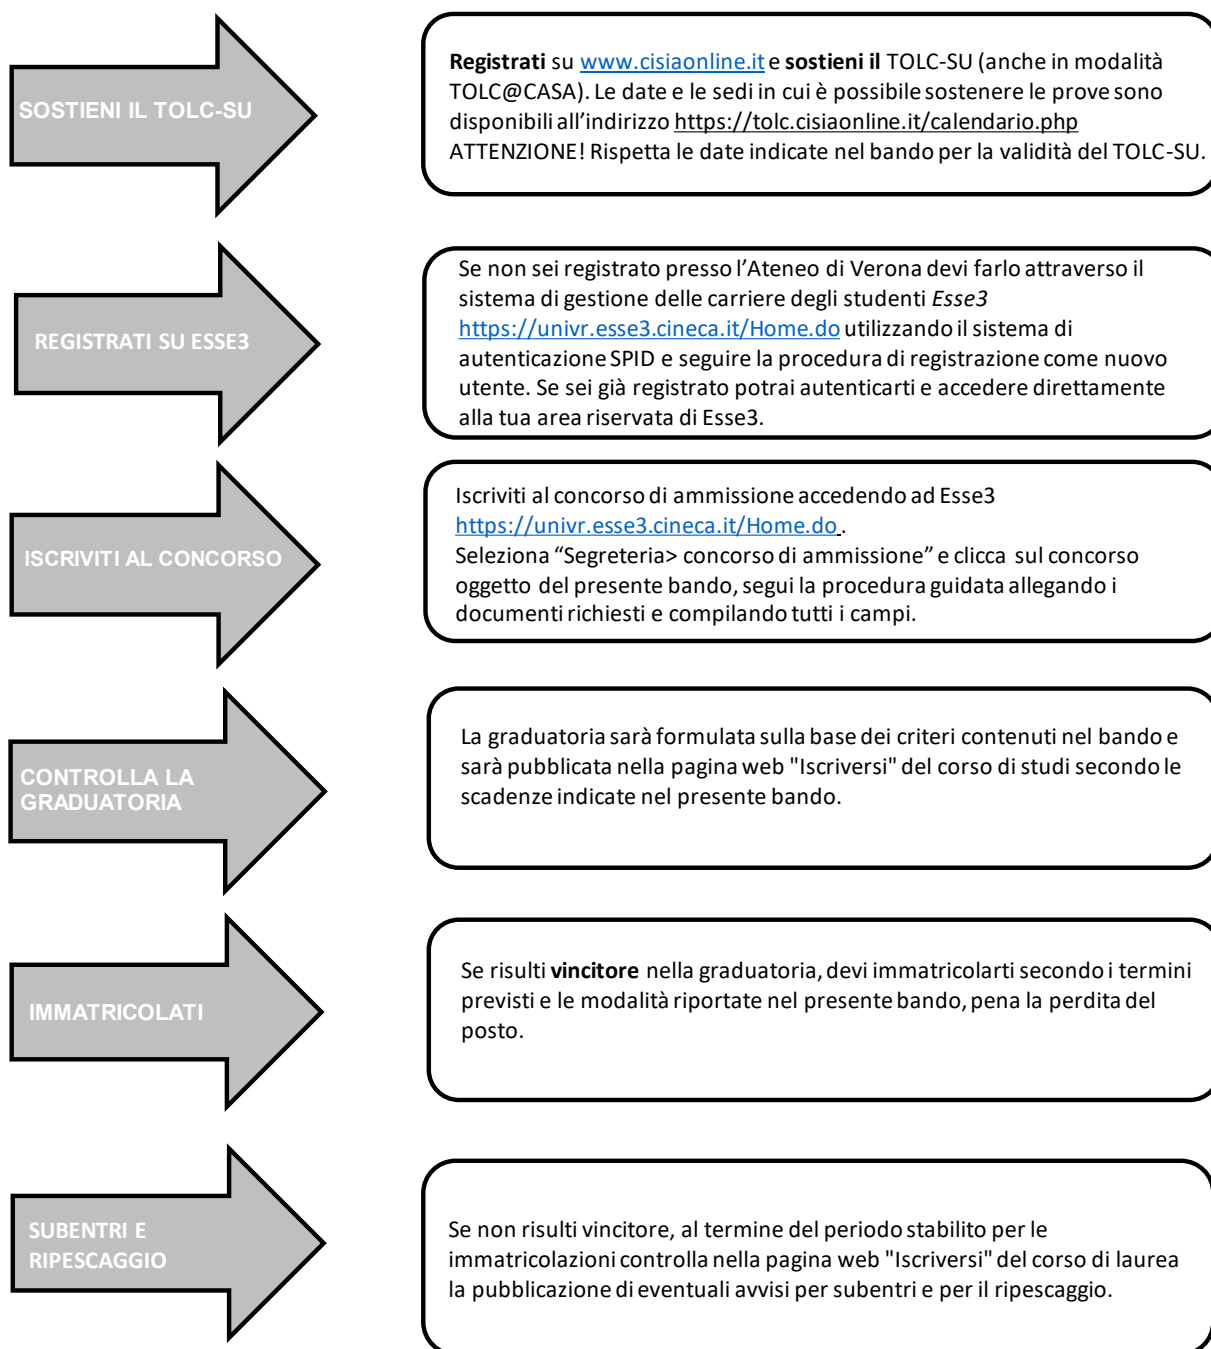 SOSTIENI IL TOLC-SU
Registrati su www.cisiaonline.it e sostieni il TOLC-SU (anche in modalità
TOLC@CASA). Le date e le sedi in cui è possibile sostenere le prove sono
disponibili all’indirizzo https://tolc.cisiaonline.it/calendario.php
ATTENZIONE! Rispetta le date indicate nel bando per la validità del TOLC-SU.
REGISTRATI SU ESSE3
Se non sei registrato presso l’Ateneo di Verona devi farlo attraverso il
sistema di gestione delle carriere degli studenti Esse3
https://univr.esse3.cineca.it/Home.do utilizzando il sistema di
autenticazione SPID e seguire la procedura di registrazione come nuovo
utente. Se sei già registrato potrai autenticarti e accedere direttamente
alla tua area riservata di Esse3.
ISCRIVITI AL CONCORSO
Iscriviti al concorso di ammissione accedendo ad Esse3
https://univr.esse3.cineca.it/Home.do .
Seleziona “Segreteria> concorso di ammissione” e clicca sul concorso
oggetto del presente bando, segui la procedura guidata allegando i
documenti richiesti e compilando tutti i campi.
CONTROLLA LA
GRADUATORIA
La graduatoria sarà formulata sulla base dei criteri contenuti nel bando e
sarà pubblicata nella pagina web "Iscriversi" del corso di studi secondo le
scadenze indicate nel presente bando.
IMMATRICOLATI
Se risulti vincitore nella graduatoria, devi immatricolarti secondo i termini
previsti e le modalità riportate nel presente bando, pena la perdita del
posto.
SUBENTRI E
RIPESCAGGIO
Se non risulti vincitore, al termine del periodo stabilito per le
immatricolazioni controlla nella pagina web "Iscriversi" del corso di laurea
la pubblicazione di eventuali avvisi per subentri e per il ripescaggio.